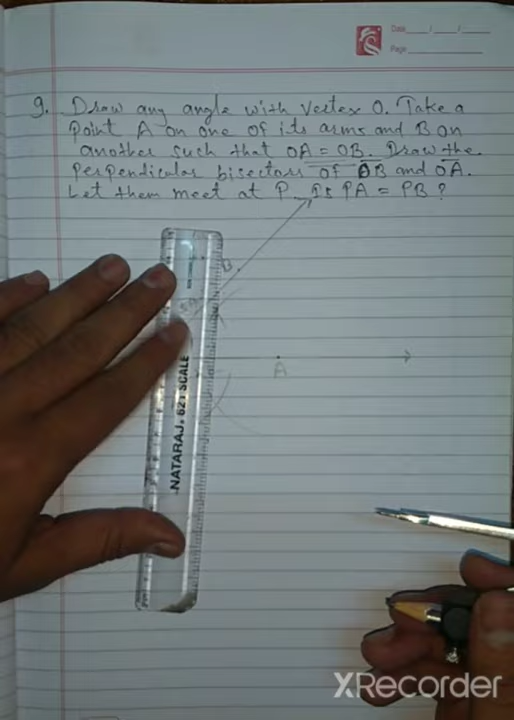 Date
Page
9. Draw any angle with Vertex O. Take a
Point A on one of its arms and B on
another such that OA = OB. Draw the
perpendicular bisectors of OB and OA.
Let them meet at P. Is PA = PB ?
B
A
NATARAJ 621 SCALE
XRecorder